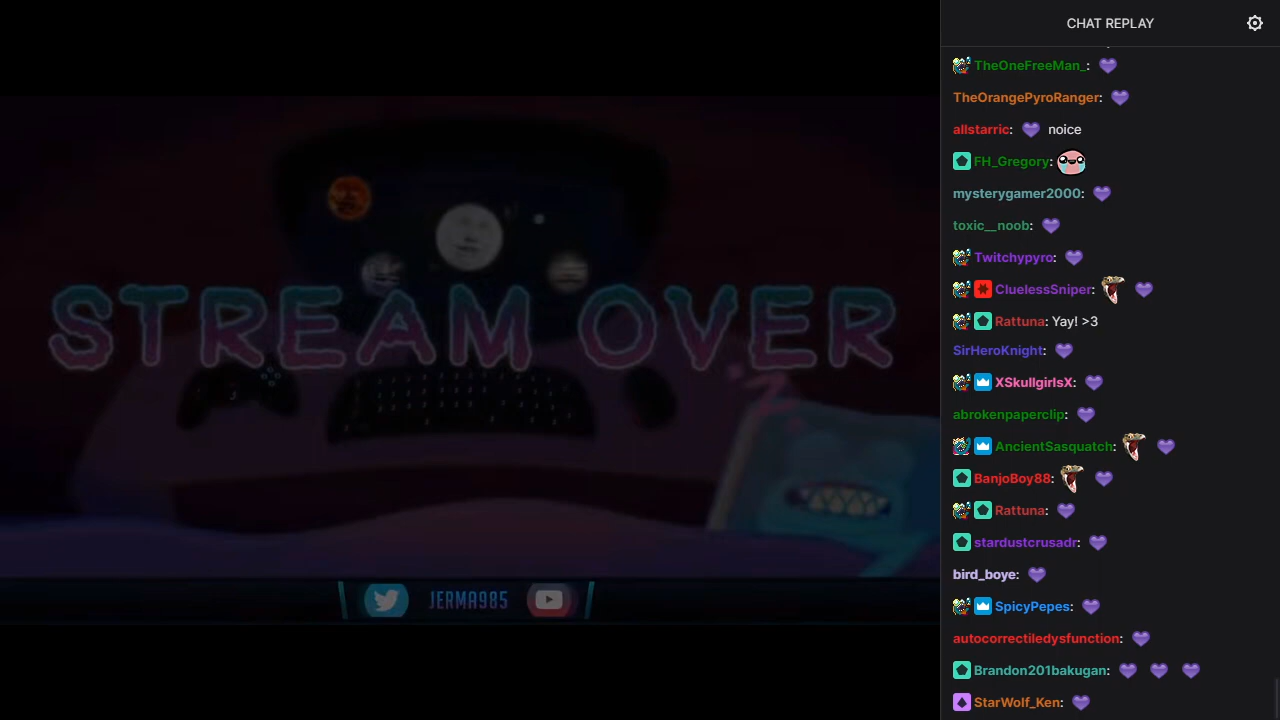 STREAM OVER
JERMA985
CHAT REPLAY
TheOneFreeMan_:
TheOrangePyroRanger:
allstarric: noice
FH_Gregory:
mysterygamer2000:
toxic__noob:
Twitchypyro:
CluelessSniper:
Rattuna: Yay! >3
SirHeroKnight:
XSkullgirlsX:
abrokenpaperclip:
AncientSasquatch:
BanjoBoy88:
Rattuna:
stardustcrusadr:
bird_boye:
SpicyPepes:
autocorrectiledysfunction:
Brandon201bakugan:
StarWolf_Ken: